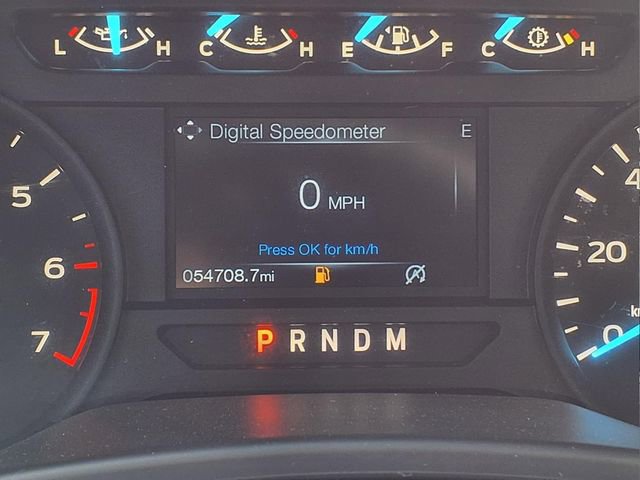 L H C H E F C H
Digital Speedometer E
5
6
7
0 MPH
Press OK for km/h
054708.7mi
P R N D M
4
20
0
k